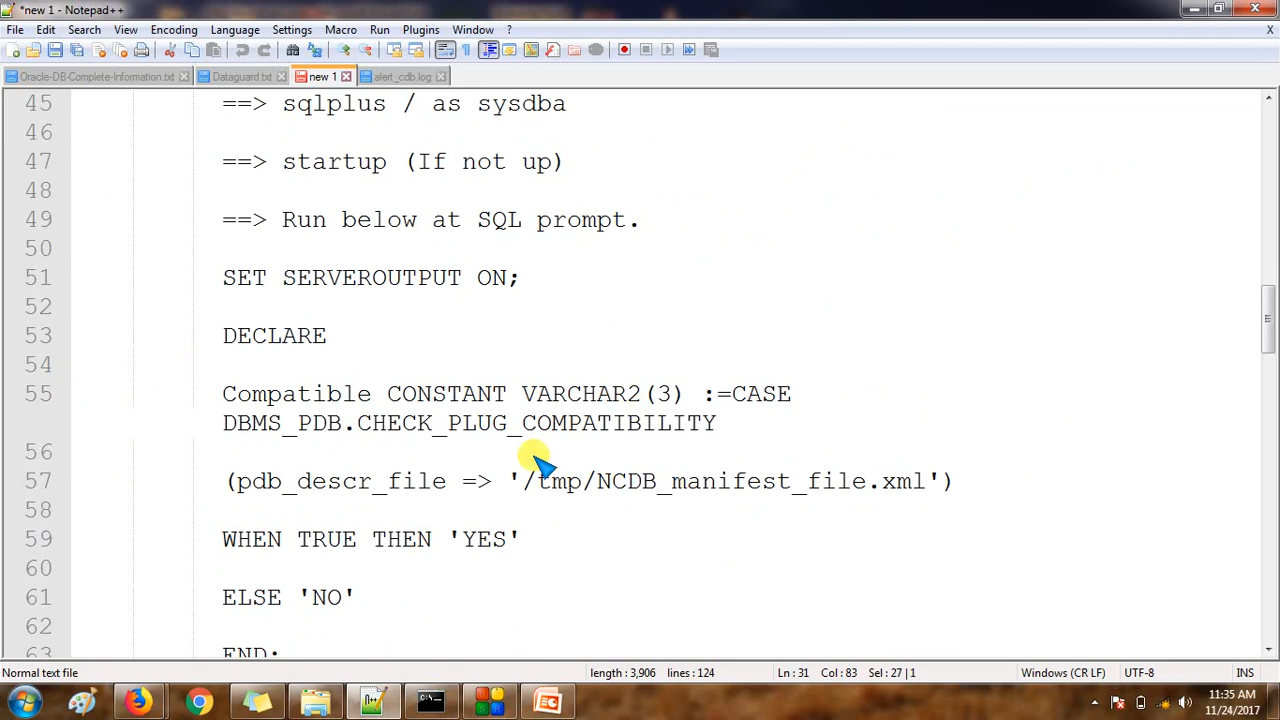 *new 1 - Notepad++
File Edit Search View Encoding Language Settings Macro Run Plugins Window ? X
Oracle-DB-Complete-Information.txt Dataguard.txt new 1 alert_cdb.log
45 ==> sqlplus / as sysdba
46
47 ==> startup (If not up)
48
49 ==> Run below at SQL prompt.
50
51 SET SERVEROUTPUT ON;
52
53 DECLARE
54
55 Compatible CONSTANT VARCHAR2(3) :=CASE
DBMS_PDB.CHECK_PLUG_COMPATIBILITY
56
57 (pdb_descr_file => '/tmp/NCDB_manifest_file.xml')
58
59 WHEN TRUE THEN 'YES'
60
61 ELSE 'NO'
62
63 END;
Normal text file length : 3,906 lines : 124 Ln : 31 Col : 83 Sel : 27 | 1 Windows (CR LF) UTF-8 INS
11:35 AM
11/24/2017